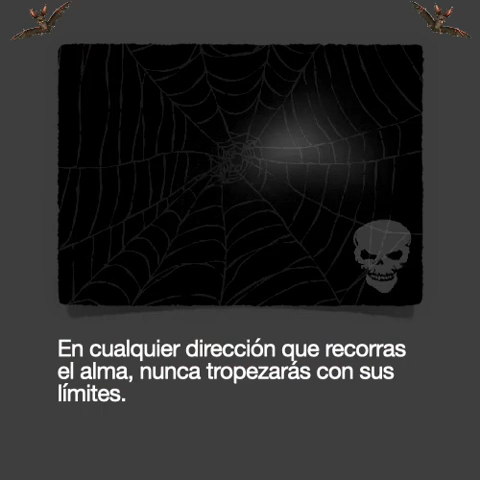 En cualquier dirección que recorras
el alma, nunca tropezarás con sus
límites.